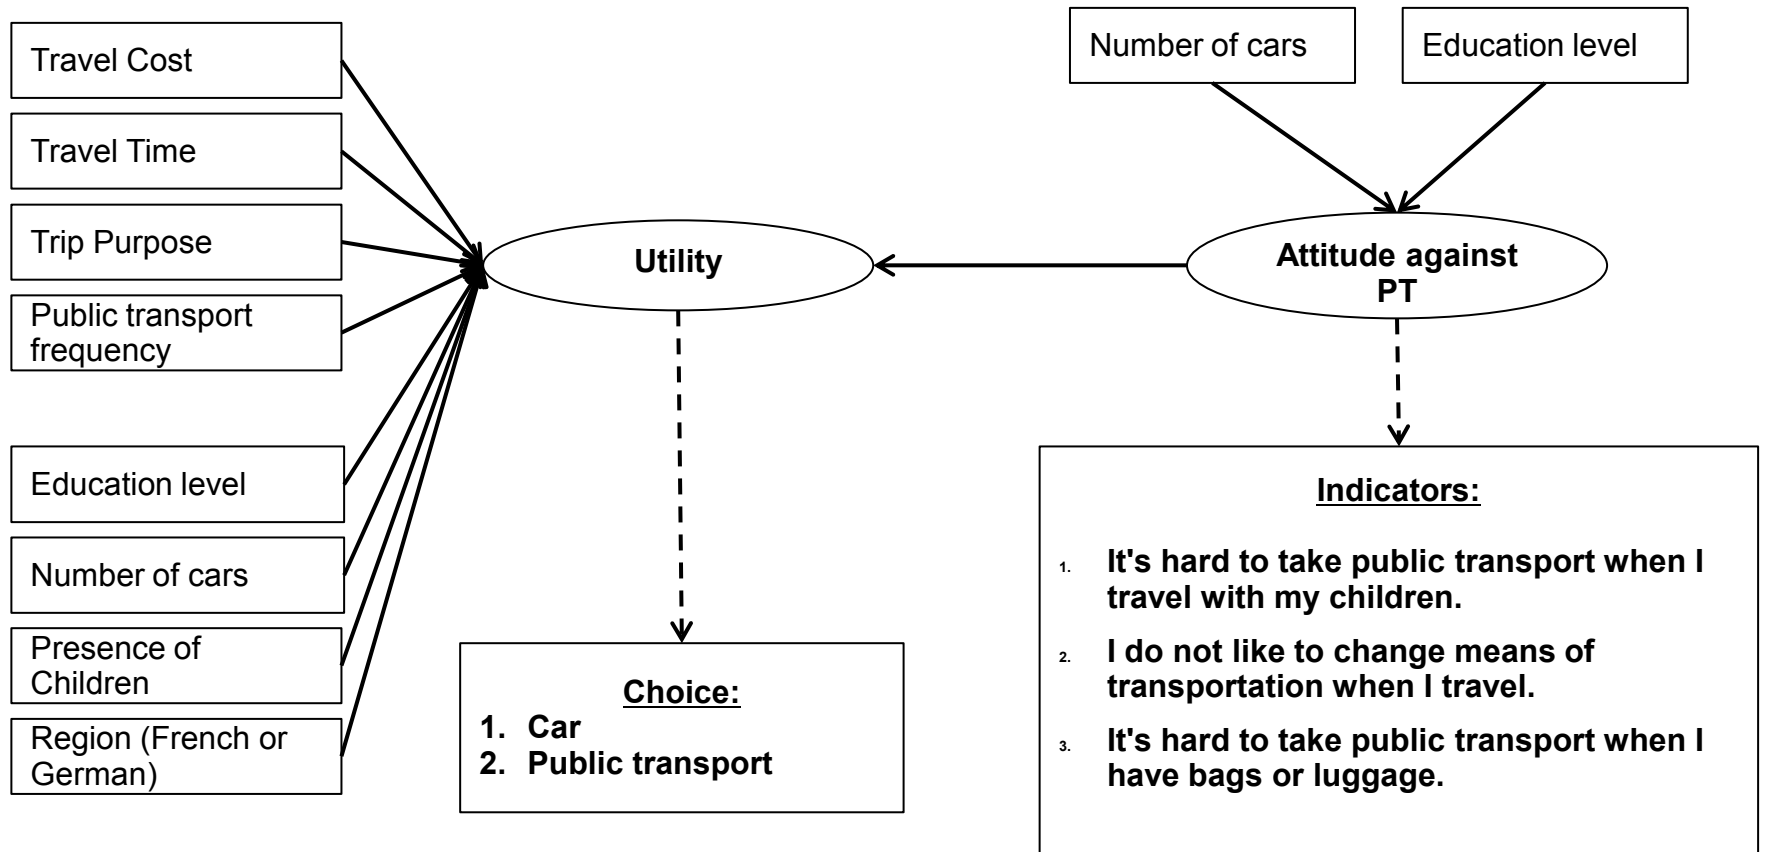 Travel Cost
Travel Time
Trip Purpose
Public transport
frequency
Education level
Number of cars
Presence of
Children
Region (French or
German)
Utility
Choice:
1. Car
2. Public transport
Number of cars
Education level
Attitude against
PT
Indicators:
1. It's hard to take public transport when I
travel with my children.
2. I do not like to change means of
transportation when I travel.
3. It's hard to take public transport when I
have bags or luggage.